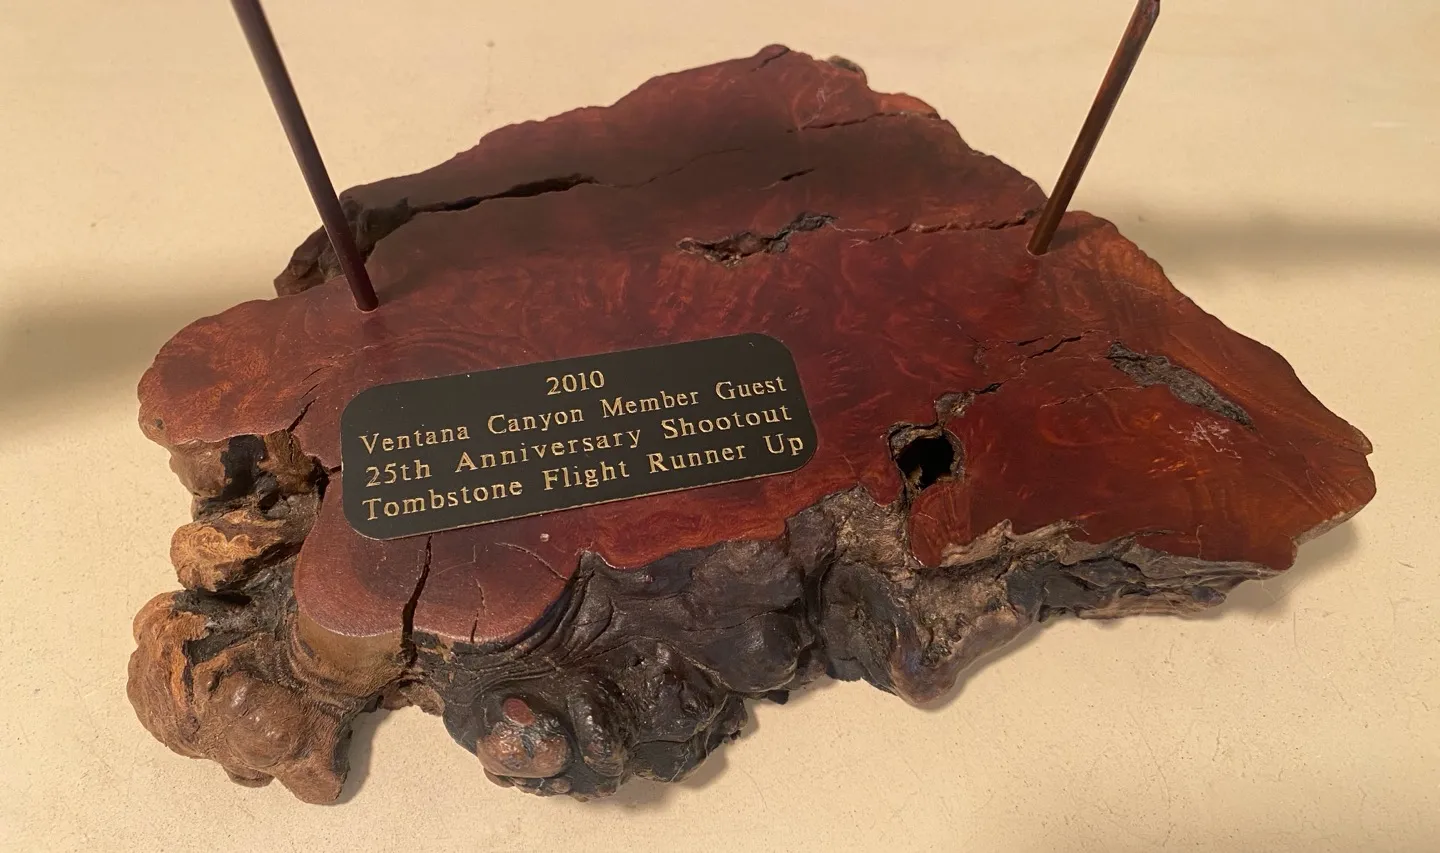 2010
Ventana Canyon Member Guest
25th Anniversary Shootout
Tombstone Flight Runner Up